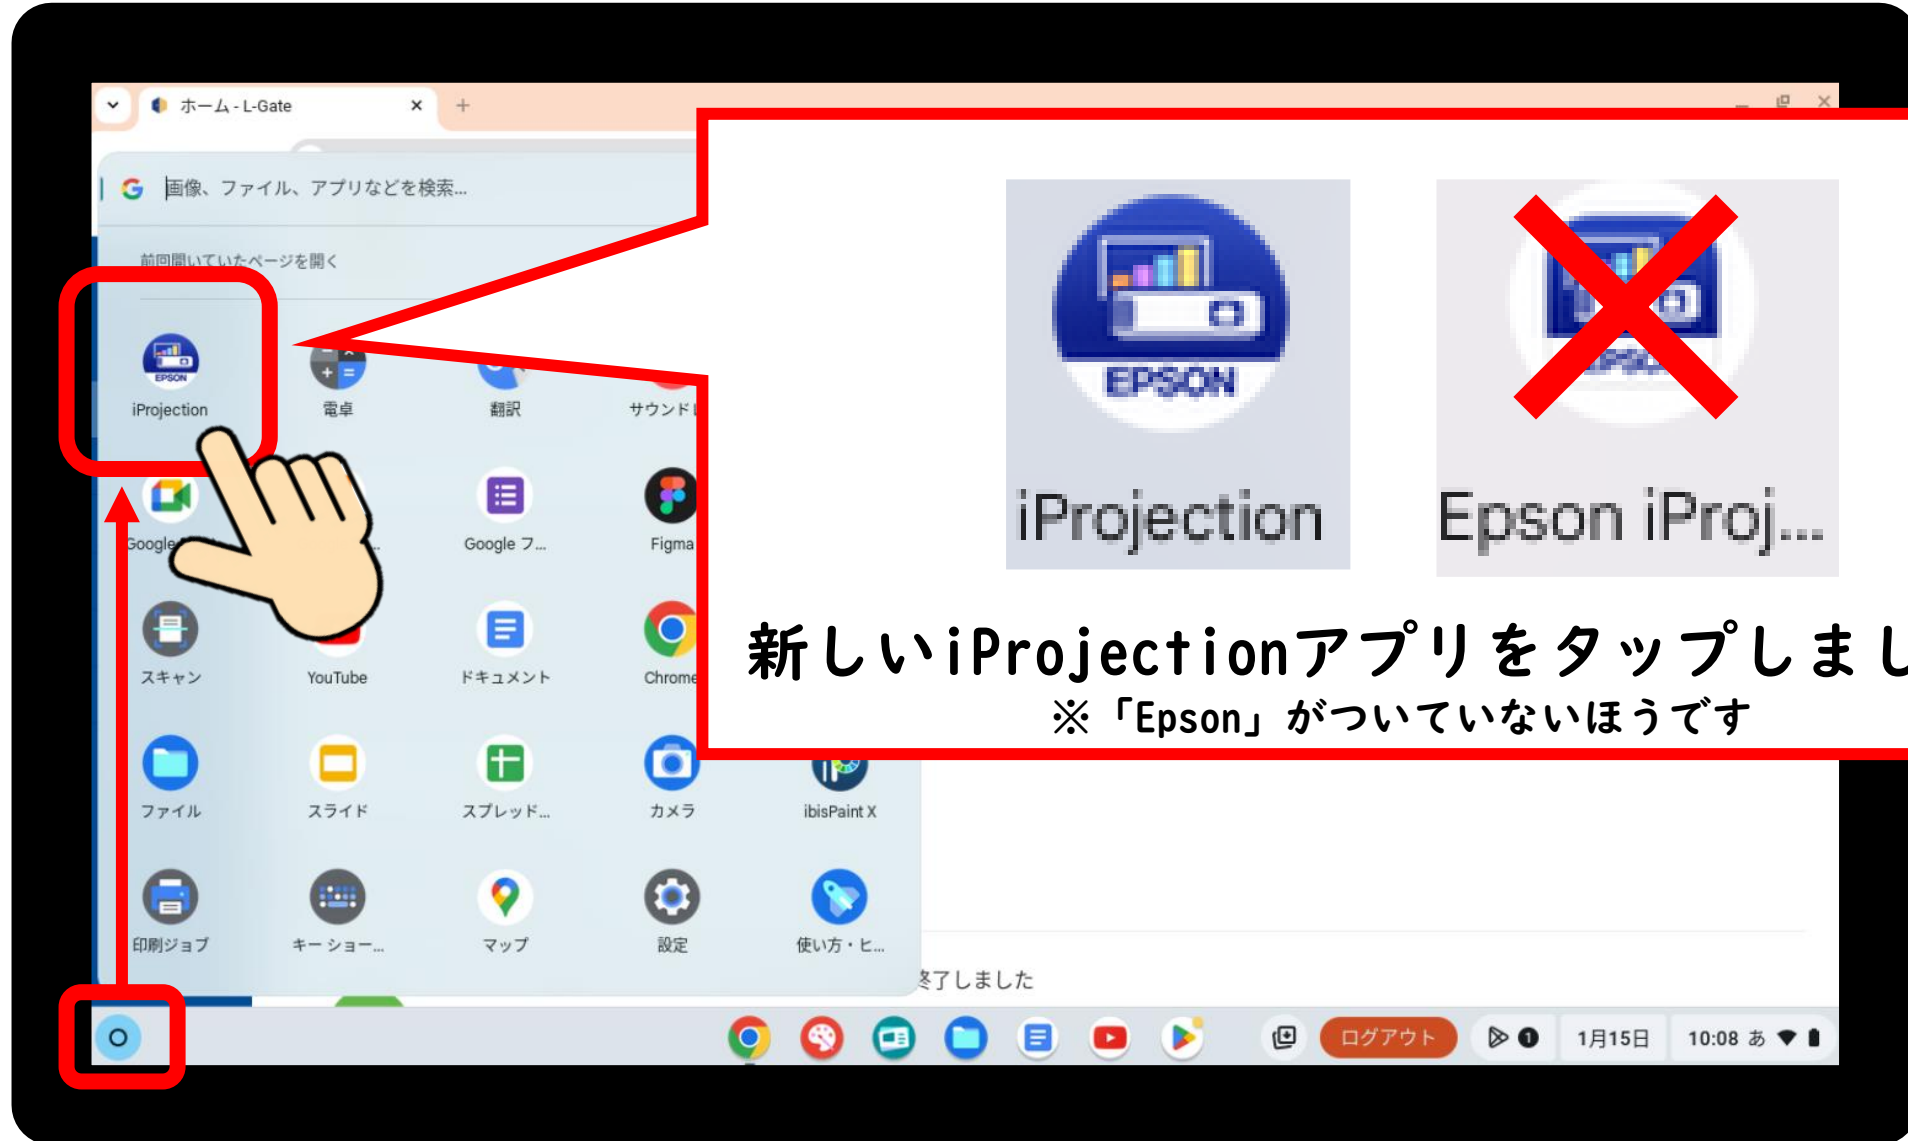 ホーム - L-Gate
画像、ファイル、アプリなどを検索...
前回開いていたページを開く
EPSON
iProjection
電卓
翻訳
サウンドレ
Google
Google フ...
Figma
スキャン
YouTube
ドキュメント
Chrome
ファイル
スライド
スプレッド...
カメラ
ibisPaint X
印刷ジョブ
キー ショー...
マップ
設定
使い方・ヒ...
EPSON
iProjection
EPSON
Epson iProj...
新しいiProjectionアプリをタップしまし
※「Epson」がついていないほうです
終了しました
ログアウト
1
1月15日
10:08 あ